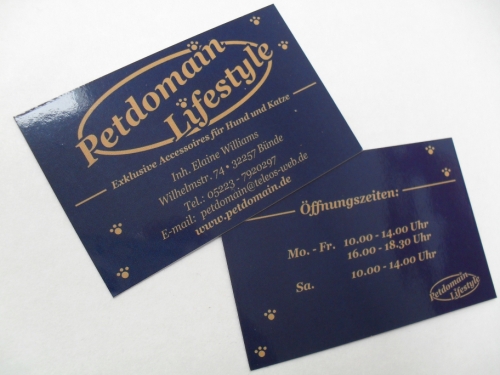 Petdomain
Lifestyle
Exklusive Accessoires für Hund und Katze
Inh. Elaine Williams
Wilhelmstr. 74 • 32257 Bünde
Tel.: 05223 - 7920297
E-mail: petdomain@teleos-web.de
www.petdomain.de
Öffnungszeiten:
Mo. - Fr. 10.00 - 14.00 Uhr
16.00 - 18.30 Uhr
Sa. 10.00 - 14.00 Uhr
Petdomain
Lifestyle